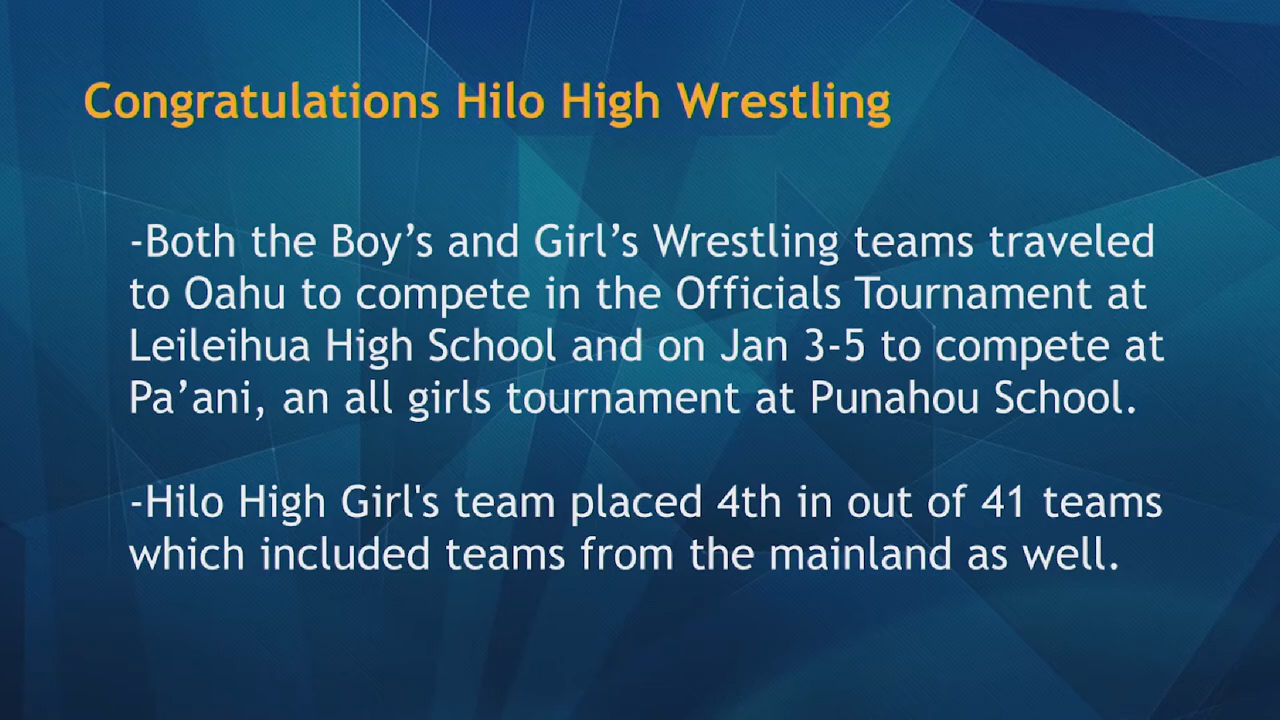 Congratulations Hilo High Wrestling
-Both the Boy’s and Girl’s Wrestling teams traveled
to Oahu to compete in the Officials Tournament at
Leileihua High School and on Jan 3-5 to compete at
Pa’ani, an all girls tournament at Punahou School.
-Hilo High Girl's team placed 4th in out of 41 teams
which included teams from the mainland as well.